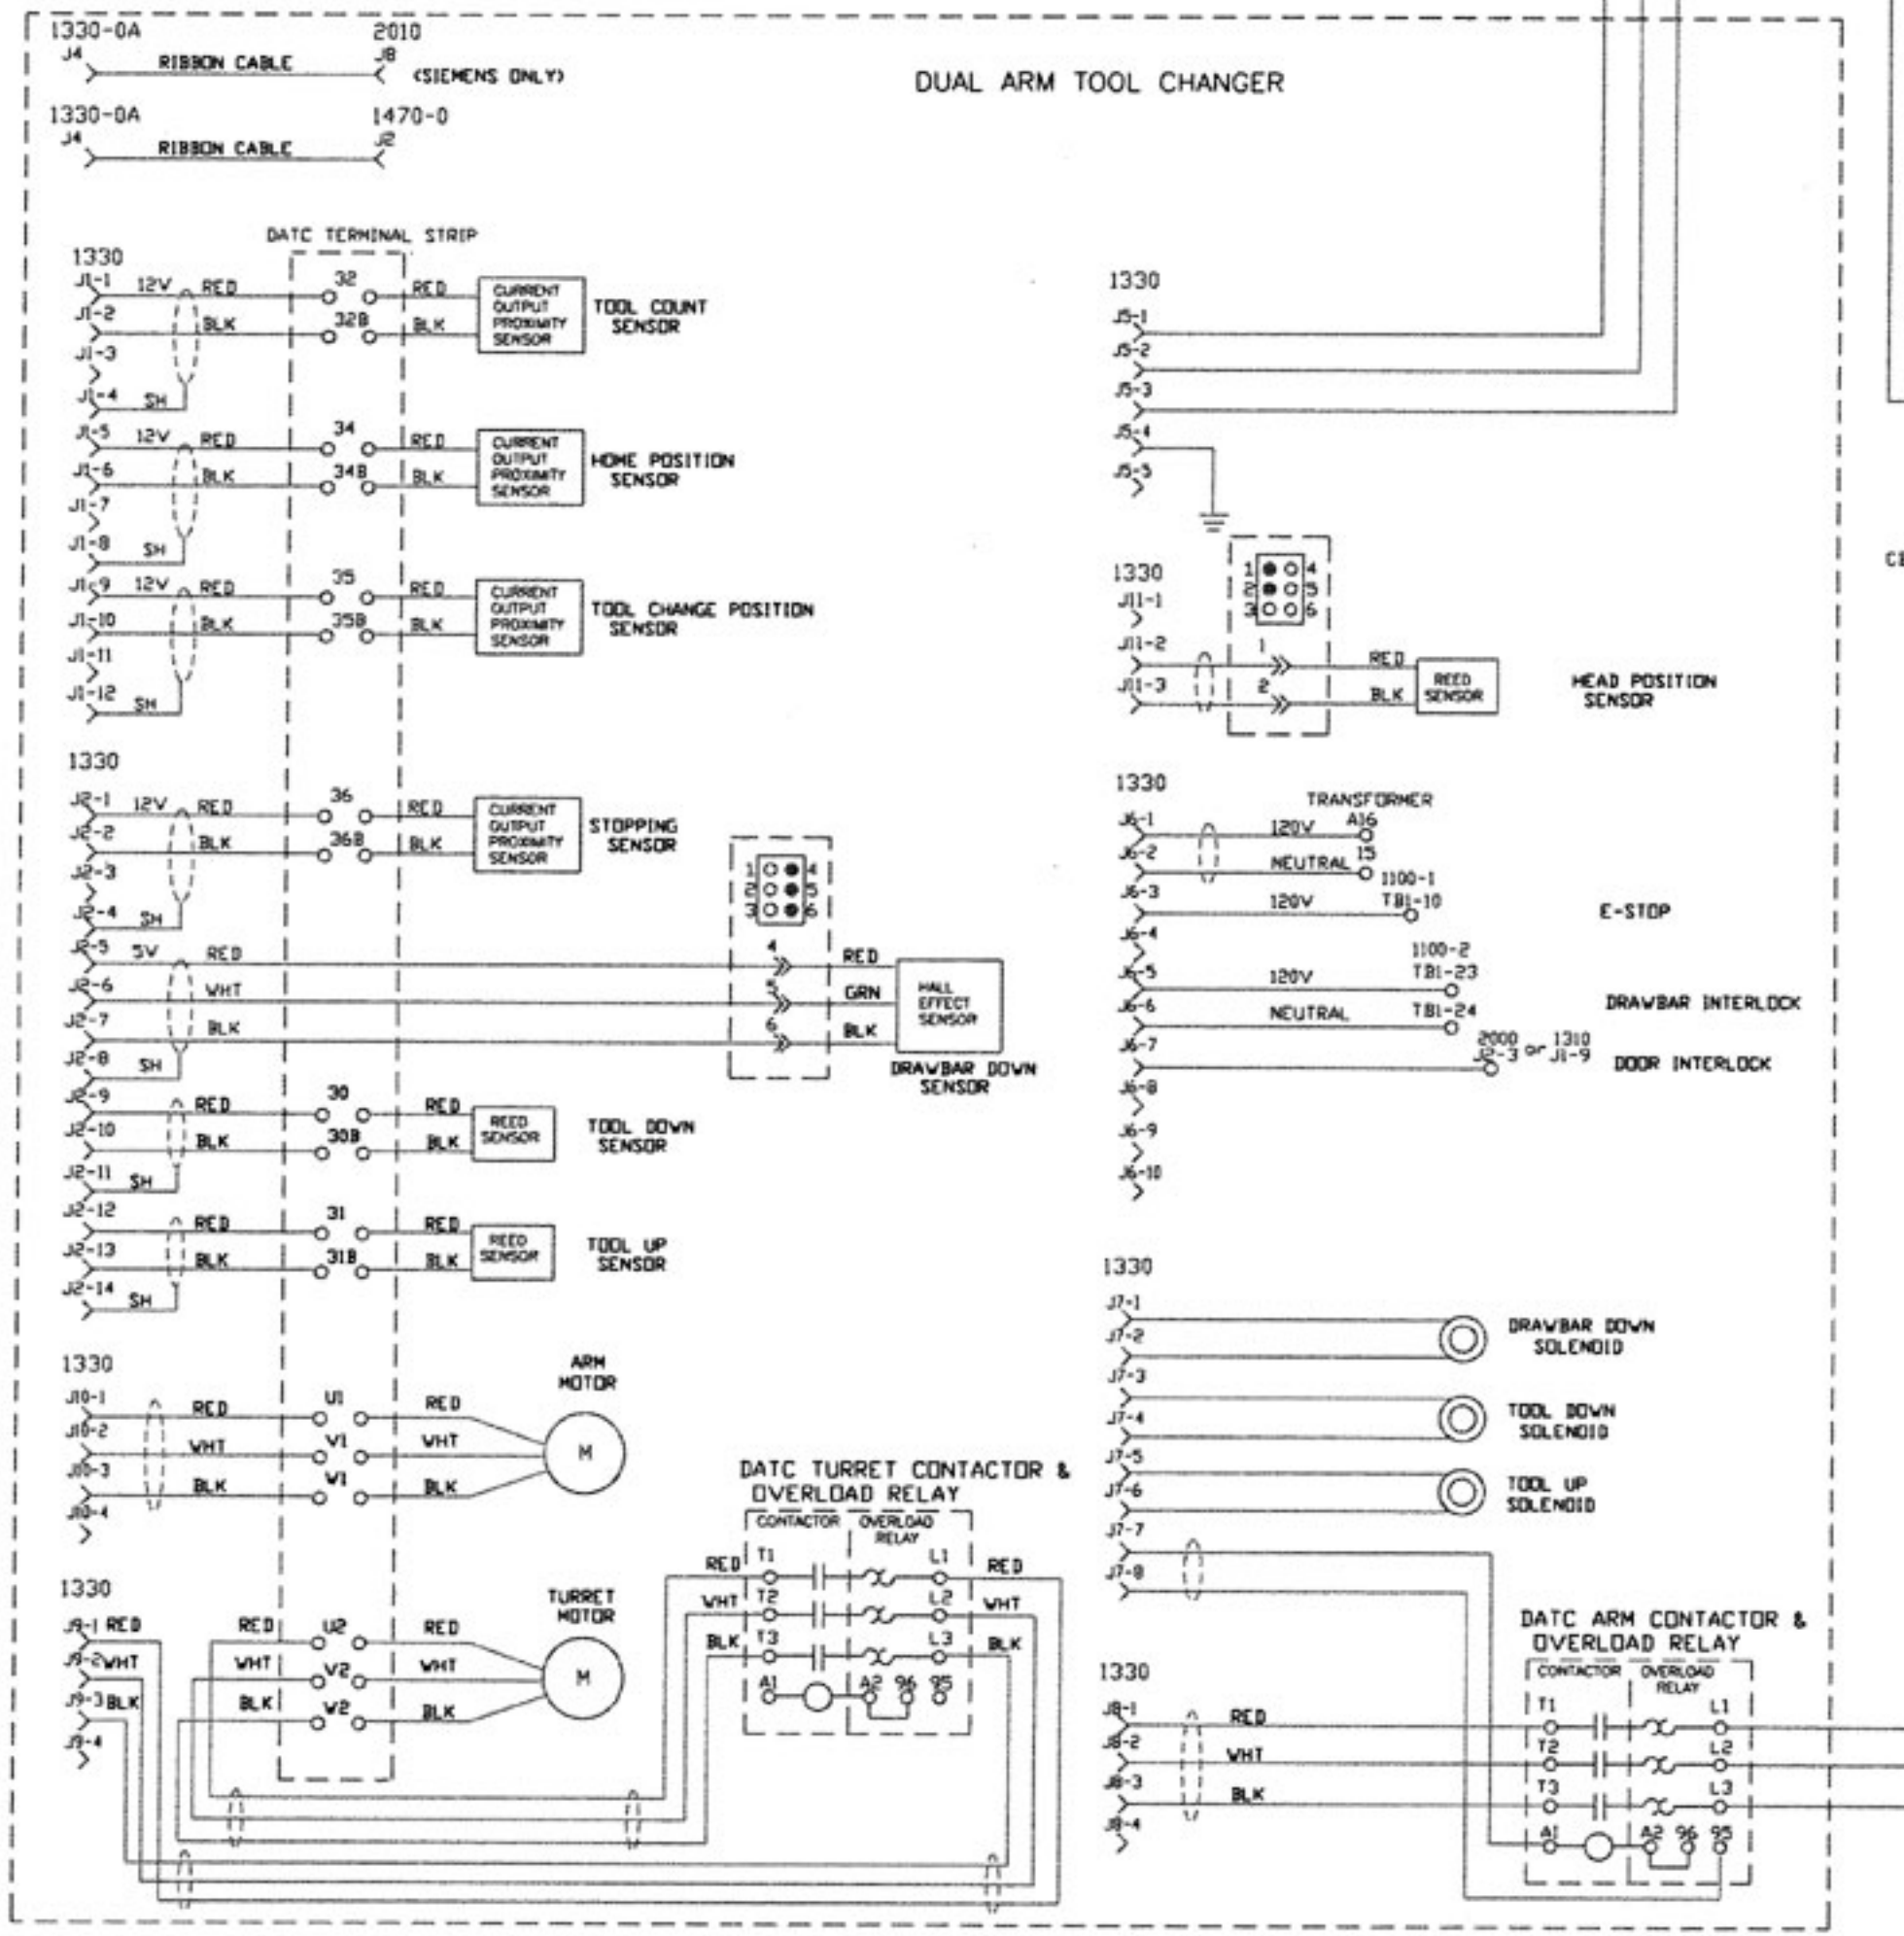 1330-0A 2010
J4 RIBBON CABLE J8 (SIEMENS ONLY)
DUAL ARM TOOL CHANGER
1330-0A 1470-0
J4 RIBBON CABLE J2
DATC TERMINAL STRIP
1330
J1-1 12V RED 32 RED
J1-2 BLK 32B BLK
CURRENT
OUTPUT
PROXIMITY
SENSOR
TOOL COUNT
SENSOR
J1-3
J1-4 SH
J1-5 12V RED 34 RED
J1-6 BLK 34B BLK
CURRENT
OUTPUT
PROXIMITY
SENSOR
HOME POSITION
SENSOR
J1-7
J1-8 SH
J1-9 12V RED 35 RED
J1-10 BLK 35B BLK
CURRENT
OUTPUT
PROXIMITY
SENSOR
TOOL CHANGE POSITION
SENSOR
J1-11
J1-12 SH
1330
J2-1 12V RED 36 RED
J2-2 BLK 36B BLK
CURRENT
OUTPUT
PROXIMITY
SENSOR
STOPPING
SENSOR
J2-3
J2-4 SH
1 4
2 5
3 6
J2-5 5V RED 4 RED
J2-6 WHT 5 GRN
J2-7 BLK 6 BLK
HALL
EFFECT
SENSOR
J2-8 SH
DRAWBAR DOWN
SENSOR
J2-9 RED 30 RED
J2-10 BLK 30B BLK
REED
SENSOR
TOOL DOWN
SENSOR
J2-11 SH
J2-12 RED 31 RED
J2-13 BLK 31B BLK
REED
SENSOR
TOOL UP
SENSOR
J2-14 SH
1330
ARM
MOTOR
J10-1 RED U1 RED
J10-2 WHT V1 WHT
M
J10-3 BLK W1 BLK
J10-4
DATC TURRET CONTACTOR &
OVERLOAD RELAY
CONTACTOR OVERLOAD
RELAY
RED T1 L1 RED
WHT T2 L2 WHT
BLK T3 L3 BLK
A1 A2 96 95
1330
TURRET
MOTOR
J9-1 RED RED U2 RED
J9-2 WHT WHT V2 WHT
M
J9-3 BLK BLK W2 BLK
J9-4
1330
J5-1
J5-2
J5-3
J5-4
J5-5
CE
1330
J11-1
1 4
2 5
3 6
J11-2 1 RED
J11-3 2 BLK
REED
SENSOR
HEAD POSITION
SENSOR
1330
TRANSFORMER
J6-1 120V A16
J6-2 NEUTRAL 15
1100-1
J6-3 120V TB1-10 E-STOP
J6-4
1100-2
J6-5 120V TB1-23
DRAWBAR INTERLOCK
J6-6 NEUTRAL TB1-24
2000 or 1310
J6-7 J2-3 J1-9 DOOR INTERLOCK
J6-8
J6-9
J6-10
1330
J7-1
J7-2
DRAWBAR DOWN
SOLENOID
J7-3
J7-4
TOOL DOWN
SOLENOID
J7-5
J7-6
TOOL UP
SOLENOID
J7-7
J7-8
DATC ARM CONTACTOR &
OVERLOAD RELAY
1330
CONTACTOR OVERLOAD
RELAY
J8-1 RED T1 L1
J8-2 WHT T2 L2
J8-3 BLK T3 L3
J8-4
A1 A2 96 95